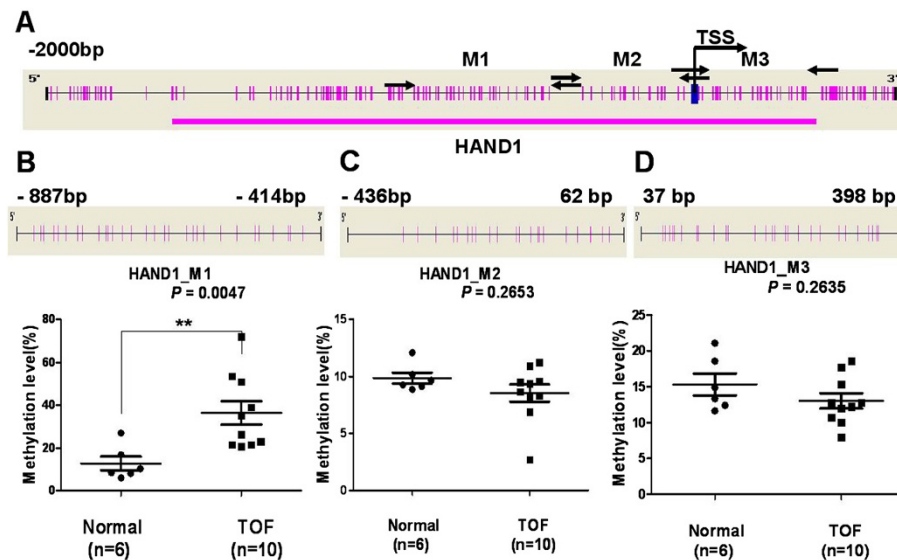 A
-2000bp
TSS
M1 M2 M3
5' 3'
HAND1
B
- 887bp - 414bp
5' 3'
HAND1_M1
P = 0.0047
**
Methylation level(%)
80
60
40
20
0
Normal TOF
(n=6) (n=10)
C
- 436bp 62 bp
5' 3'
HAND1_M2
P = 0.2653
Methylation level(%)
15
10
5
0
Normal TOF
(n=6) (n=10)
D
37 bp 398 bp
5'
HAND1_M3
P = 0.2635
Methylation level(%)
25
20
15
10
5
0
Normal TOF
(n=6) (n=10)